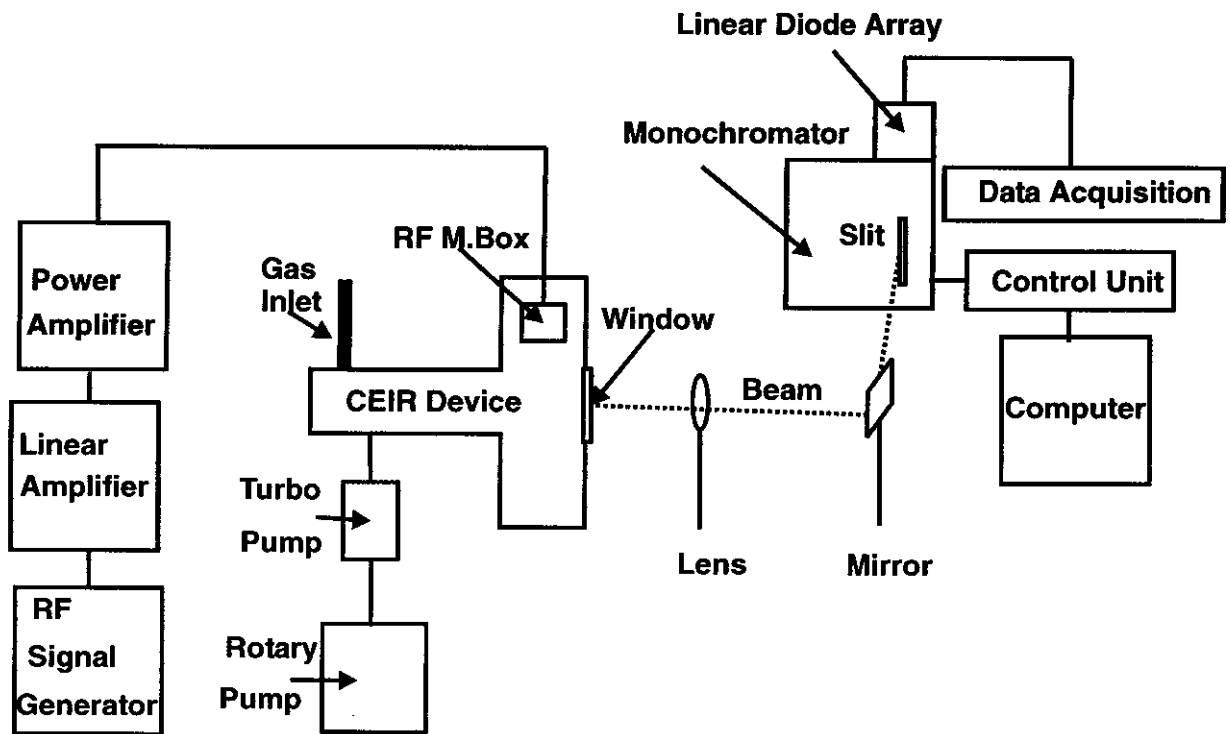 Linear Diode Array
Monochromator
Data Acquisition
Slit
Control Unit
Computer
RF M.Box
Gas
Inlet
Window
Power
Amplifier
CEIR Device
Beam
Linear
Amplifier
Turbo
Pump
Lens
Mirror
RF
Signal
Generator
Rotary
Pump